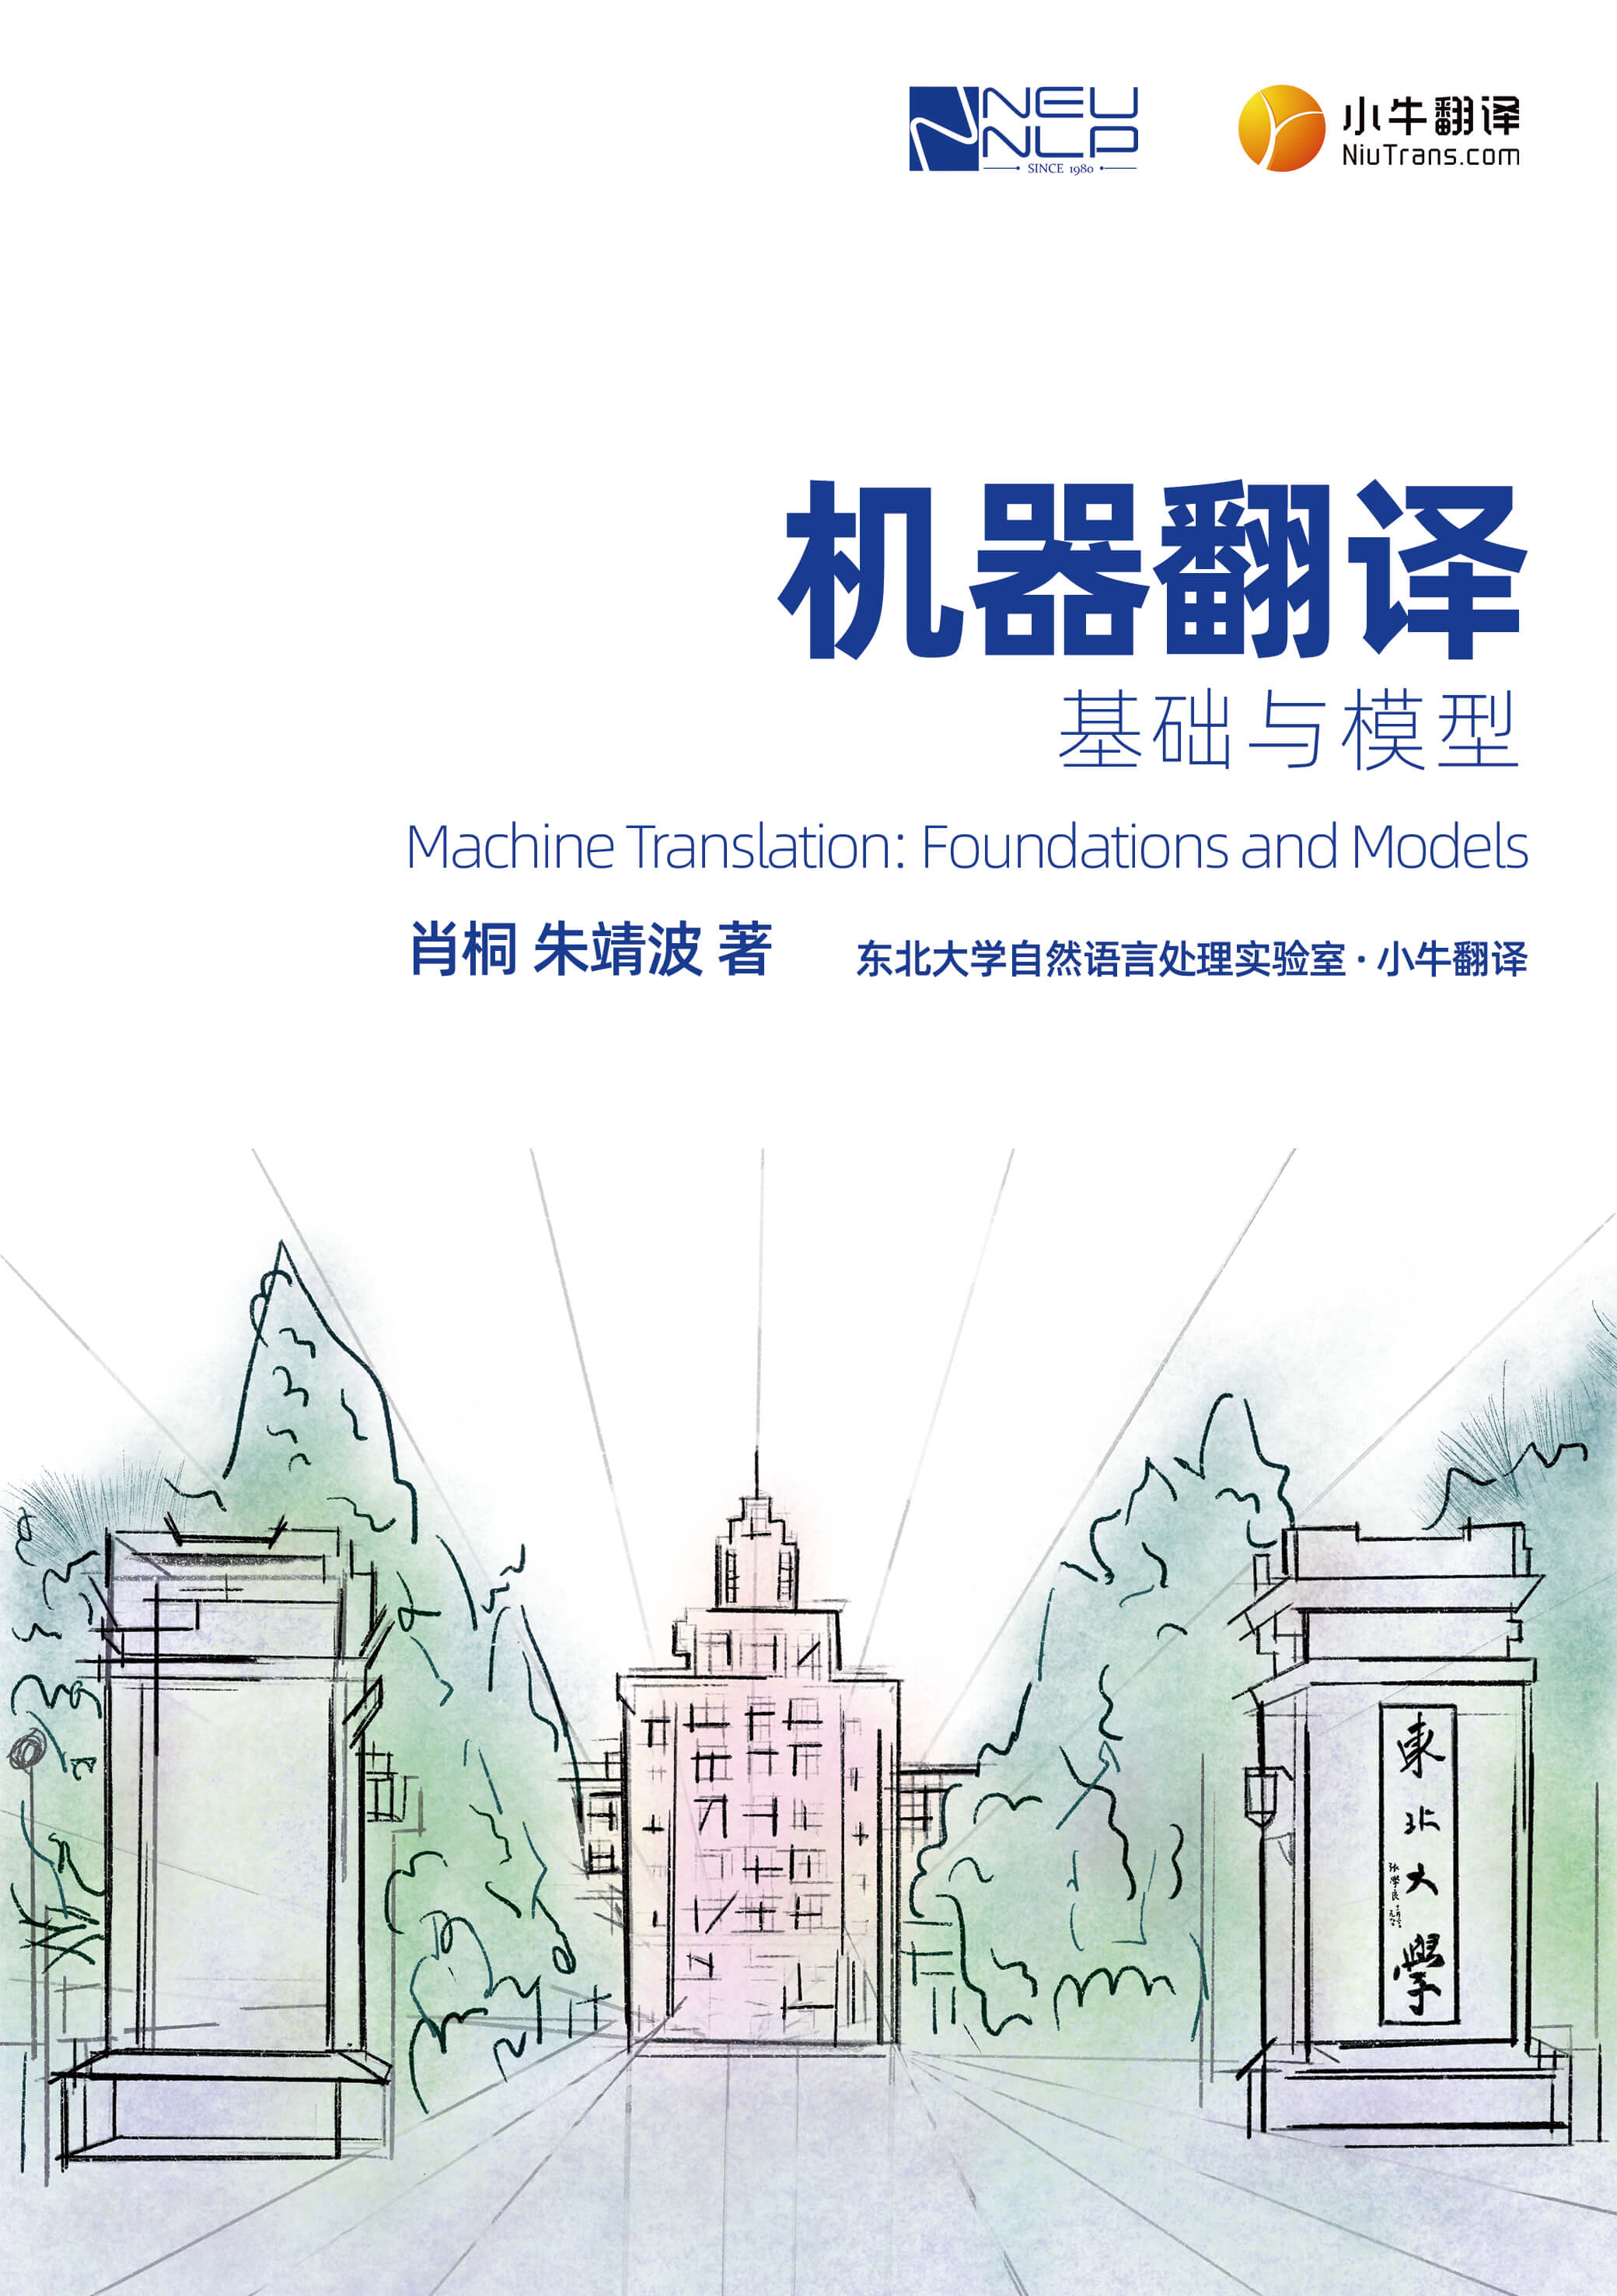 NEU
NLP
SINCE 1980
小牛翻译
NiuTrans.com
机器翻译
基础与模型
Machine Translation: Foundations and Models
肖桐 朱靖波 著
东北大学自然语言处理实验室·小牛翻译
東北大學